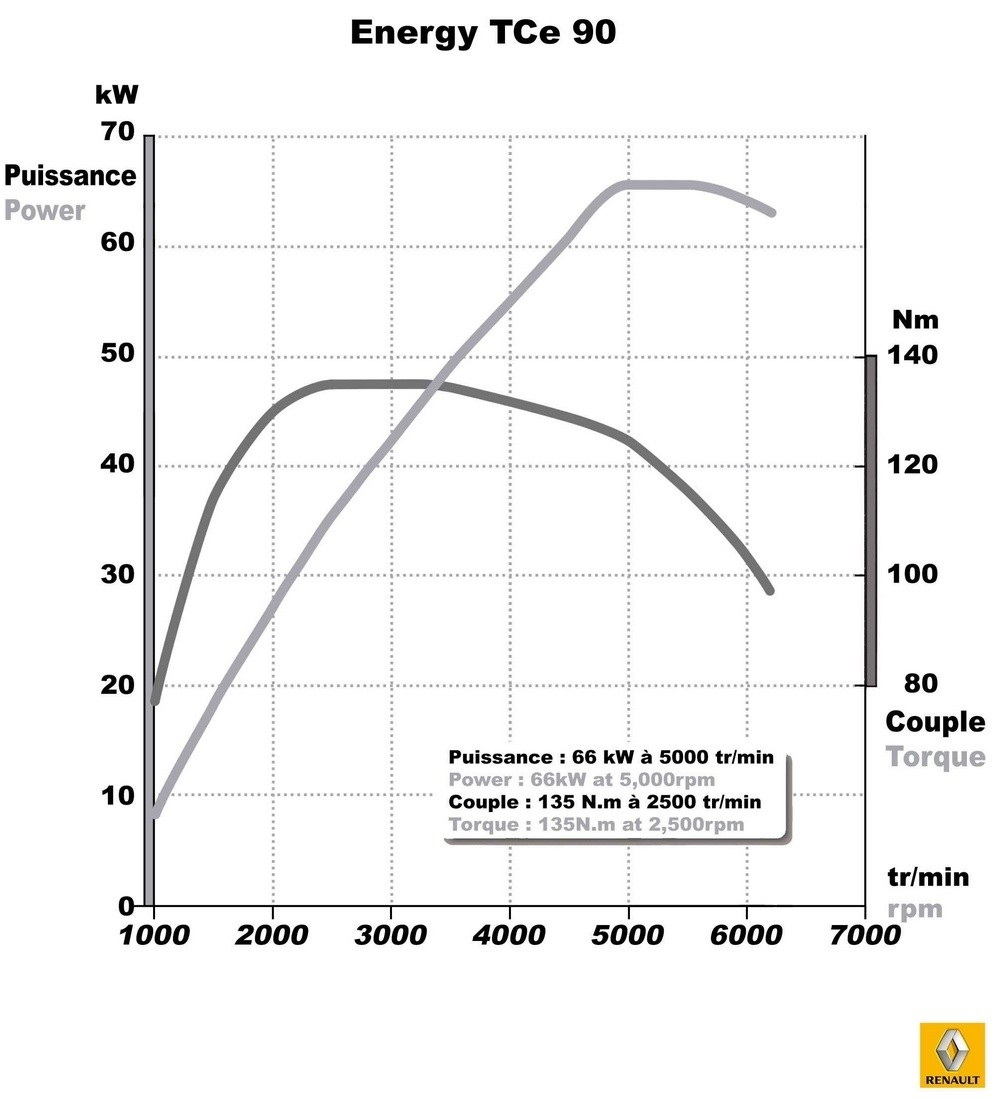 Energy TCe 90
kW
70
Puissance
Power
60
50
40
30
20
10
0
Nm
140
120
100
80
Couple
Torque
Puissance : 66 kW à 5000 tr/min
Power : 66kW at 5,000rpm
Couple : 135 N.m à 2500 tr/min
Torque : 135N.m at 2,500rpm
tr/min
rpm
1000 2000 3000 4000 5000 6000 7000
RENAULT